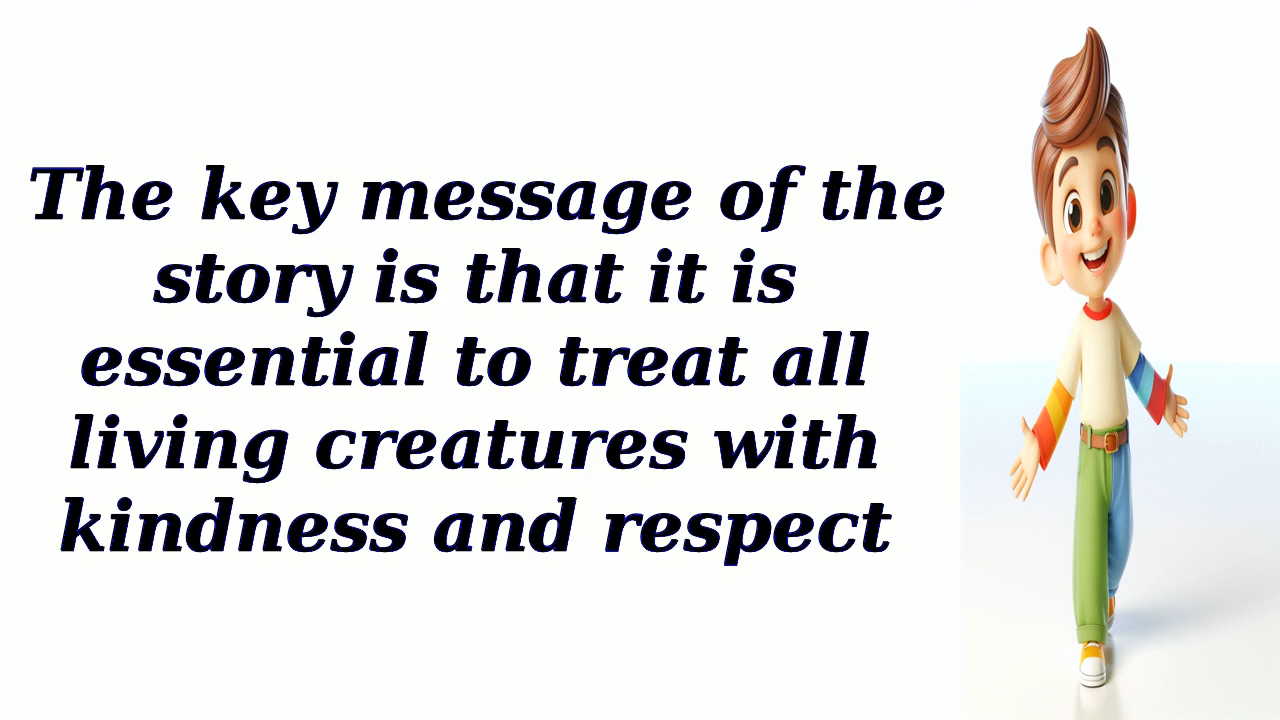 The key message of the
story is that it is
essential to treat all
living creatures with
kindness and respect